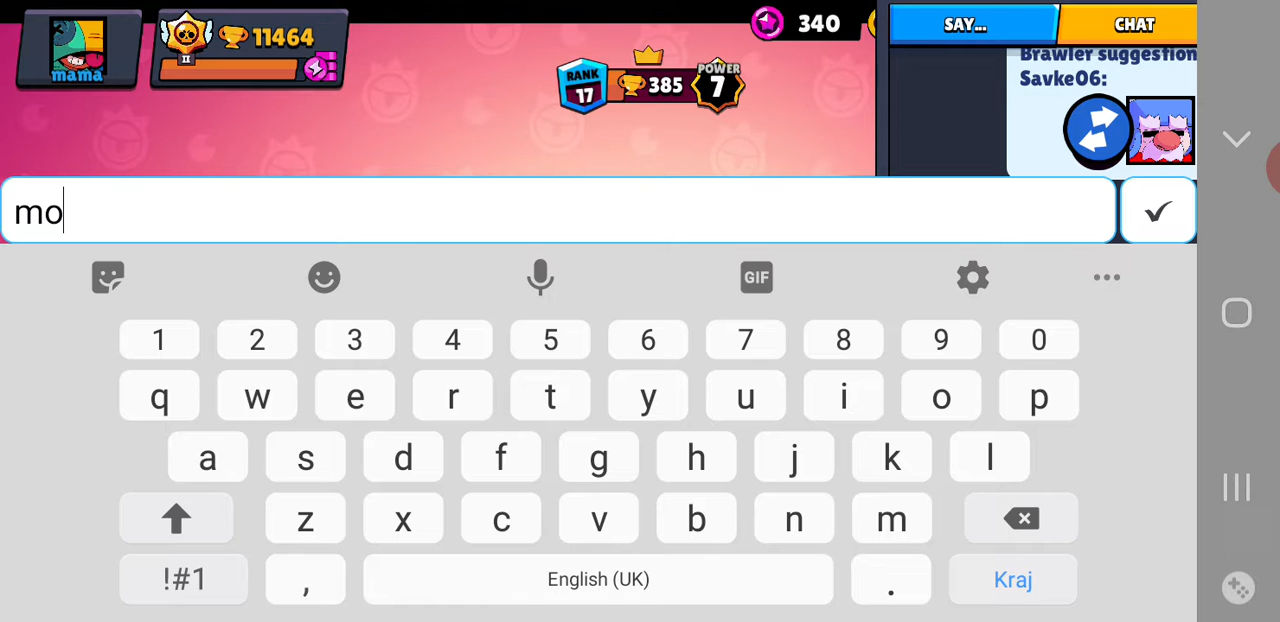 mama
II
11464
RANK
17
385
POWER
7
340
SAY...
CHAT
Brawler suggestion
Savke06:
mo
GIF
1 2 3 4 5 6 7 8 9 0
q w e r t y u i o p
a s d f g h j k l
z x c v b n m
!#1 , English (UK) . Kraj